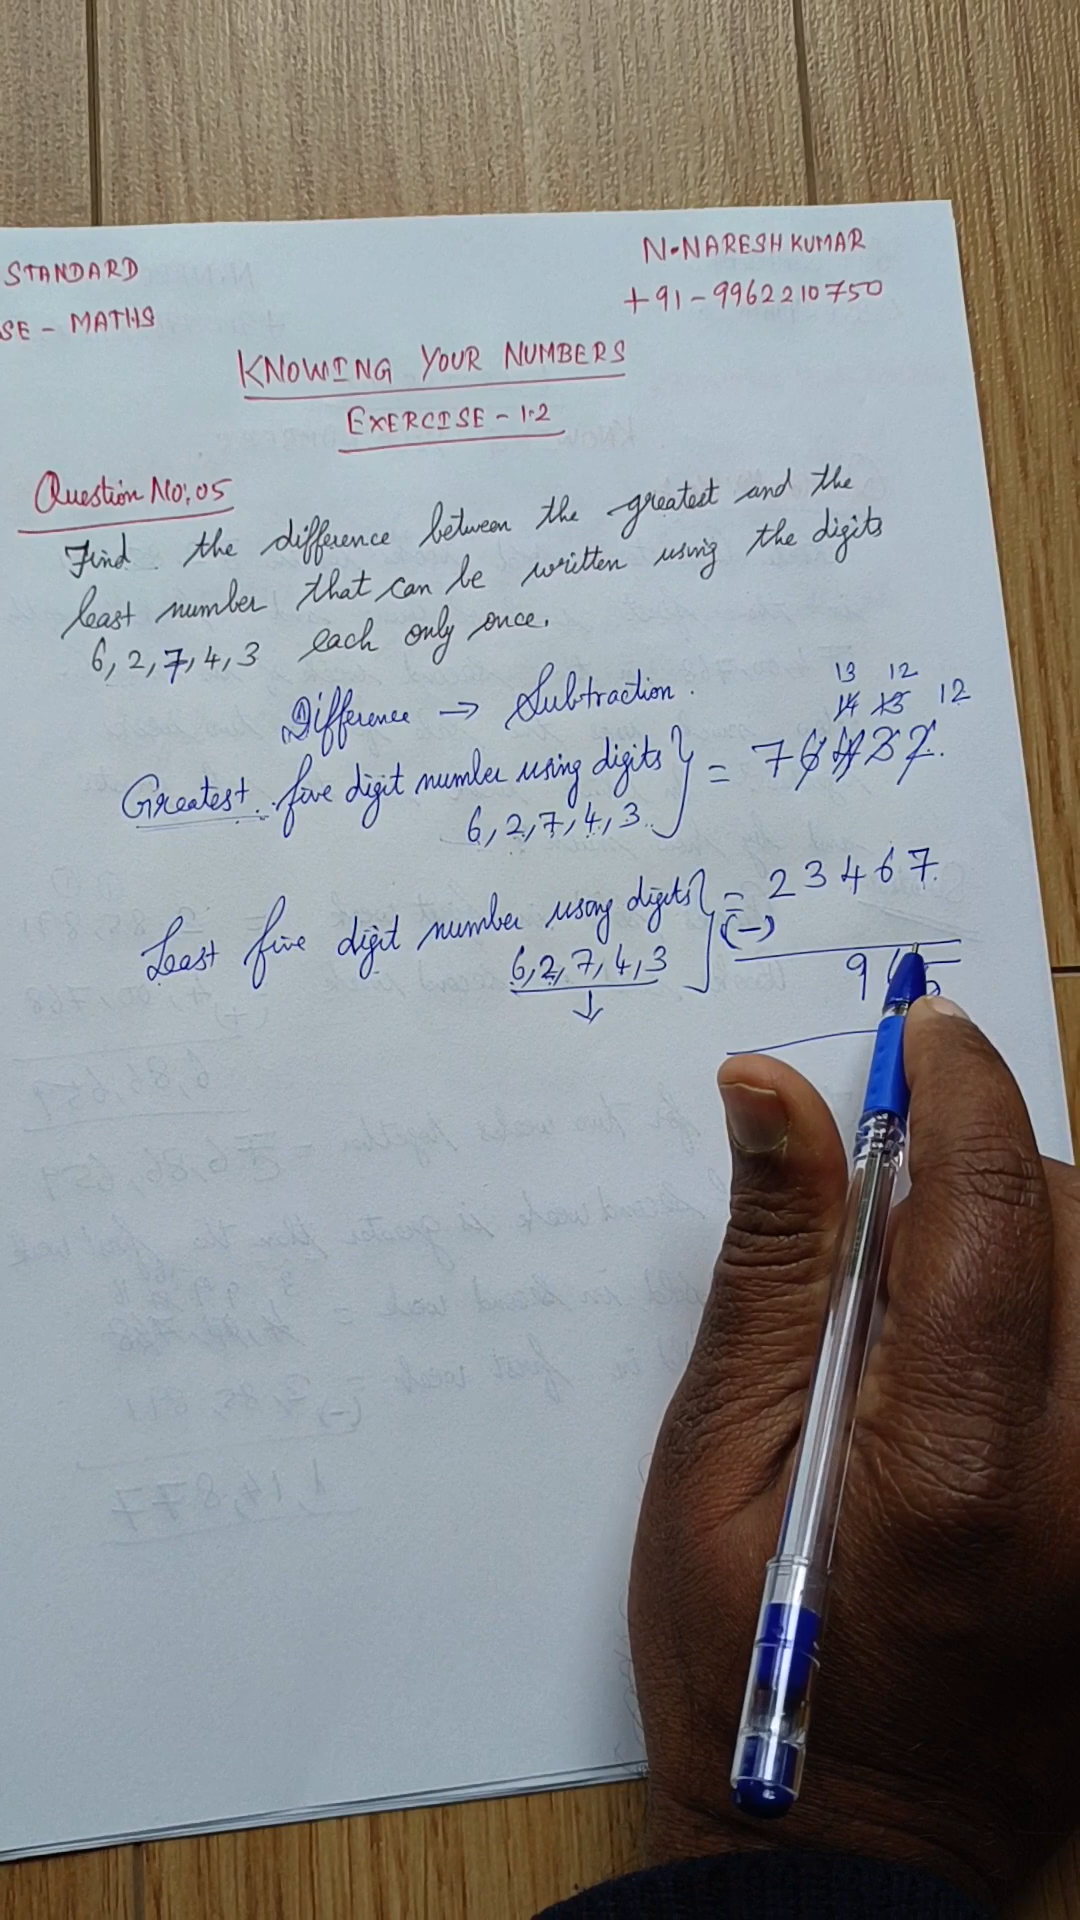 STANDARD
N. NARESH KUMAR
SE - MATHS
+91-9962210750
KNOWING YOUR NUMBERS
EXERCISE - 1.2
Question No: 05
Find the difference between the greatest and the
least number that can be written using the digits
6, 2, 7, 4, 3 each only once.
Difference → Subtraction.
13 12
14 13 12
Greatest five digit number using digits } = 76432.
6, 2, 7, 4, 3.
Least five digit number using digits } = 23467
6, 2, 7, 4, 3
(-)
9 6 5